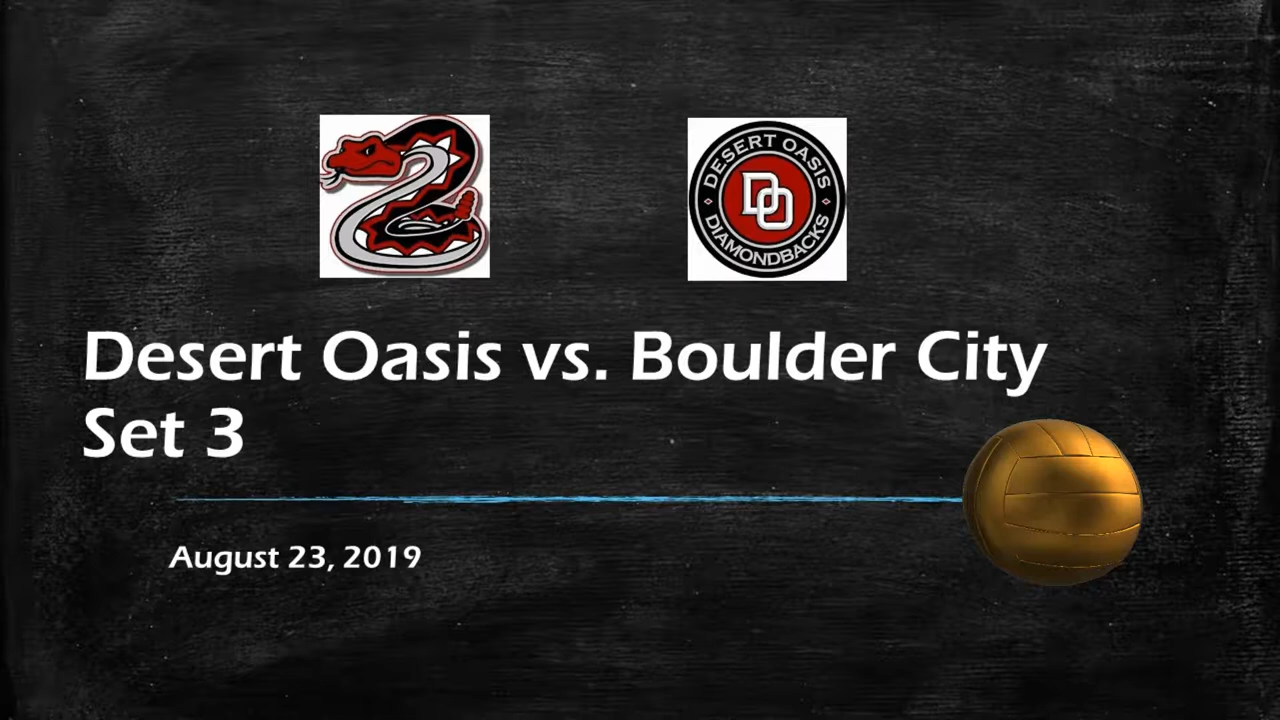 DESERT OASIS
DO
DIAMONDBACKS
Desert Oasis vs. Boulder City
Set 3
August 23, 2019